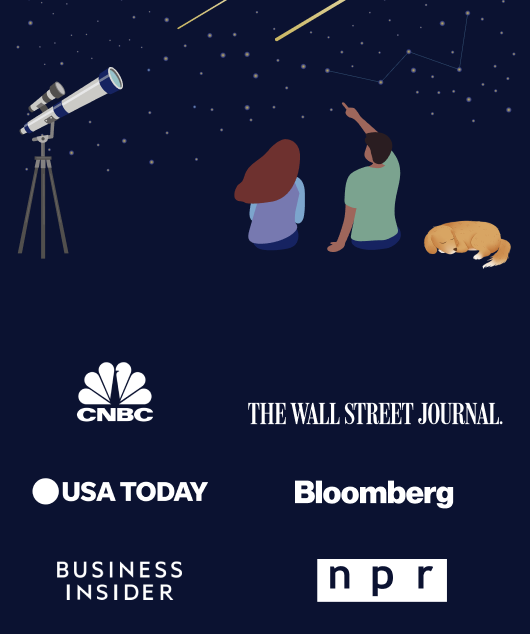 CNBC
THE WALL STREET JOURNAL.
USA TODAY
Bloomberg
BUSINESS
INSIDER
npr